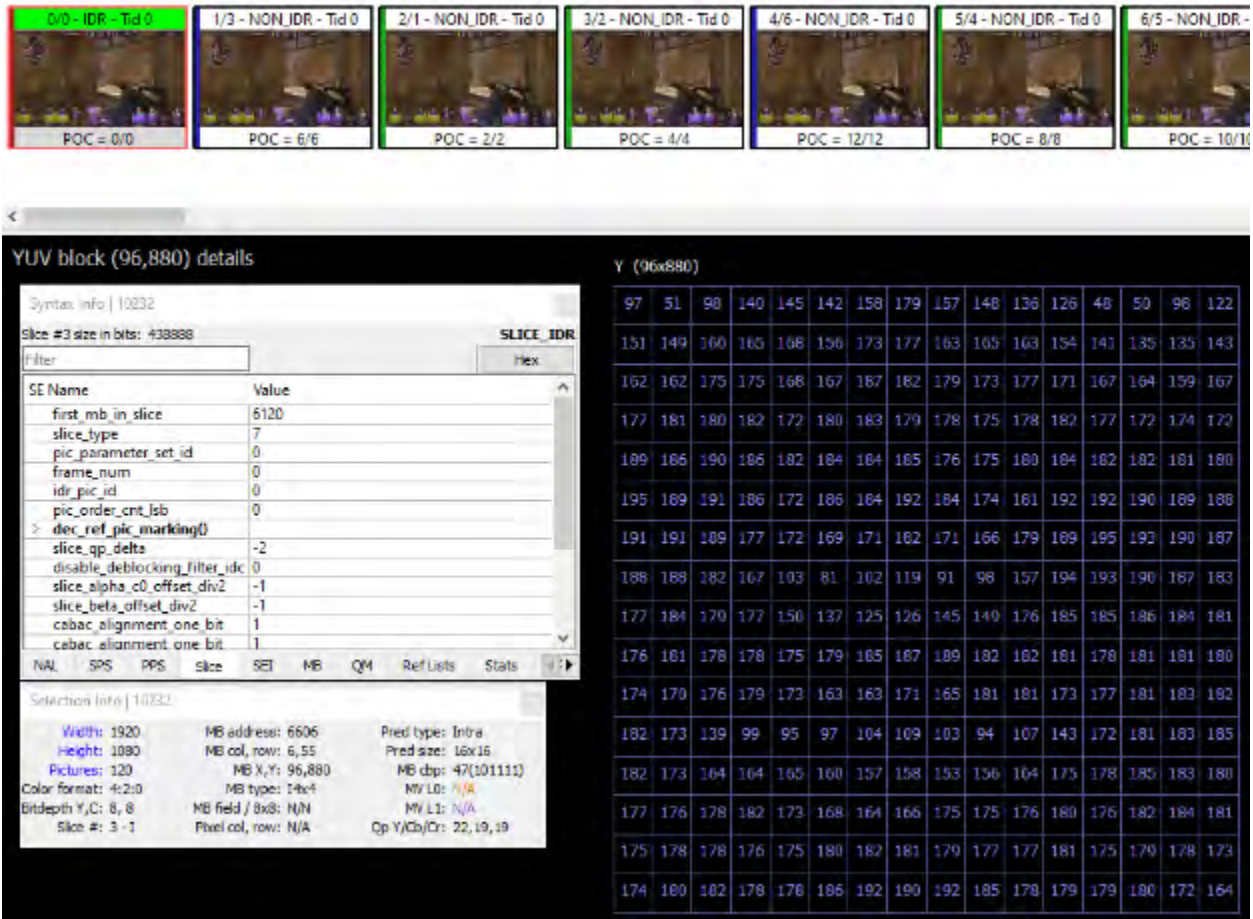 0/0 - IDR - Tid 0
1/3 - NON_IDR - Tid 0
2/1 - NON_IDR - Tid 0
3/2 - NON_IDR - Tid 0
4/6 - NON_IDR - Tid 0
5/4 - NON_IDR - Tid 0
6/5 - NON_IDR -
POC = 0/0
POC = 6/6
POC = 2/2
POC = 4/4
POC = 12/12
POC = 8/8
POC = 10/10
YUV block (96,880) details
Syntax Info | 10232
Slice #3 size in bits: 438888 SLICE_IDR
Filter Hex
SE Name Value
first_mb_in_slice 6120
slice_type 7
pic_parameter_set_id 0
frame_num 0
idr_pic_id 0
pic_order_cnt_lsb 0
> dec_ref_pic_marking()
slice_qp_delta -2
disable_deblocking_filter_idc 0
slice_alpha_c0_offset_div2 -1
slice_beta_offset_div2 -1
cabac_alignment_one_bit 1
cabac_alignment_one_bit 1
NAL SPS PPS Slice SEI MB QM Ref Lists Stats
Selection Info | 10232
Width: 1920 MB address: 6606 Pred type: Intra
Height: 1080 MB col, row: 6,55 Pred size: 16x16
Pictures: 120 MB X,Y: 96,880 MB cbp: 47(101111)
Color format: 4:2:0 MB type: I4x4 MV L0: N/A
Bitdepth Y,C: 8, 8 MB field / 8x8: N/N MV L1: N/A
Slice #: 3 - I Pixel col, row: N/A Qp Y/Cb/Cr: 22,19,19
Y (96x880)
97 51 98 140 145 142 158 179 157 148 136 126 48 50 98 122
151 149 160 165 168 156 173 177 163 165 163 154 141 135 135 143
162 162 175 175 168 167 187 182 179 173 177 171 167 164 159 167
177 181 180 182 172 180 183 179 178 175 178 182 177 172 174 172
189 186 190 186 182 184 184 185 176 175 180 184 182 182 181 180
195 189 191 186 172 186 184 192 184 174 181 192 192 190 189 188
191 191 189 177 172 169 171 182 171 166 179 189 195 193 190 187
188 188 182 167 103 81 102 119 91 98 157 194 193 190 187 183
177 184 179 177 150 137 125 126 145 149 176 185 185 186 184 181
176 181 178 178 175 179 185 187 189 182 182 181 178 181 181 180
174 170 176 179 173 163 163 171 165 181 181 173 177 181 183 182
182 173 139 99 95 97 104 109 103 94 107 143 172 181 183 185
182 173 164 164 165 160 157 158 153 156 164 175 178 185 183 180
177 176 178 182 173 168 164 166 175 175 176 180 176 182 184 181
175 178 178 176 175 180 182 181 179 177 177 181 175 179 178 173
174 180 182 178 178 186 192 190 192 185 178 179 179 180 172 164